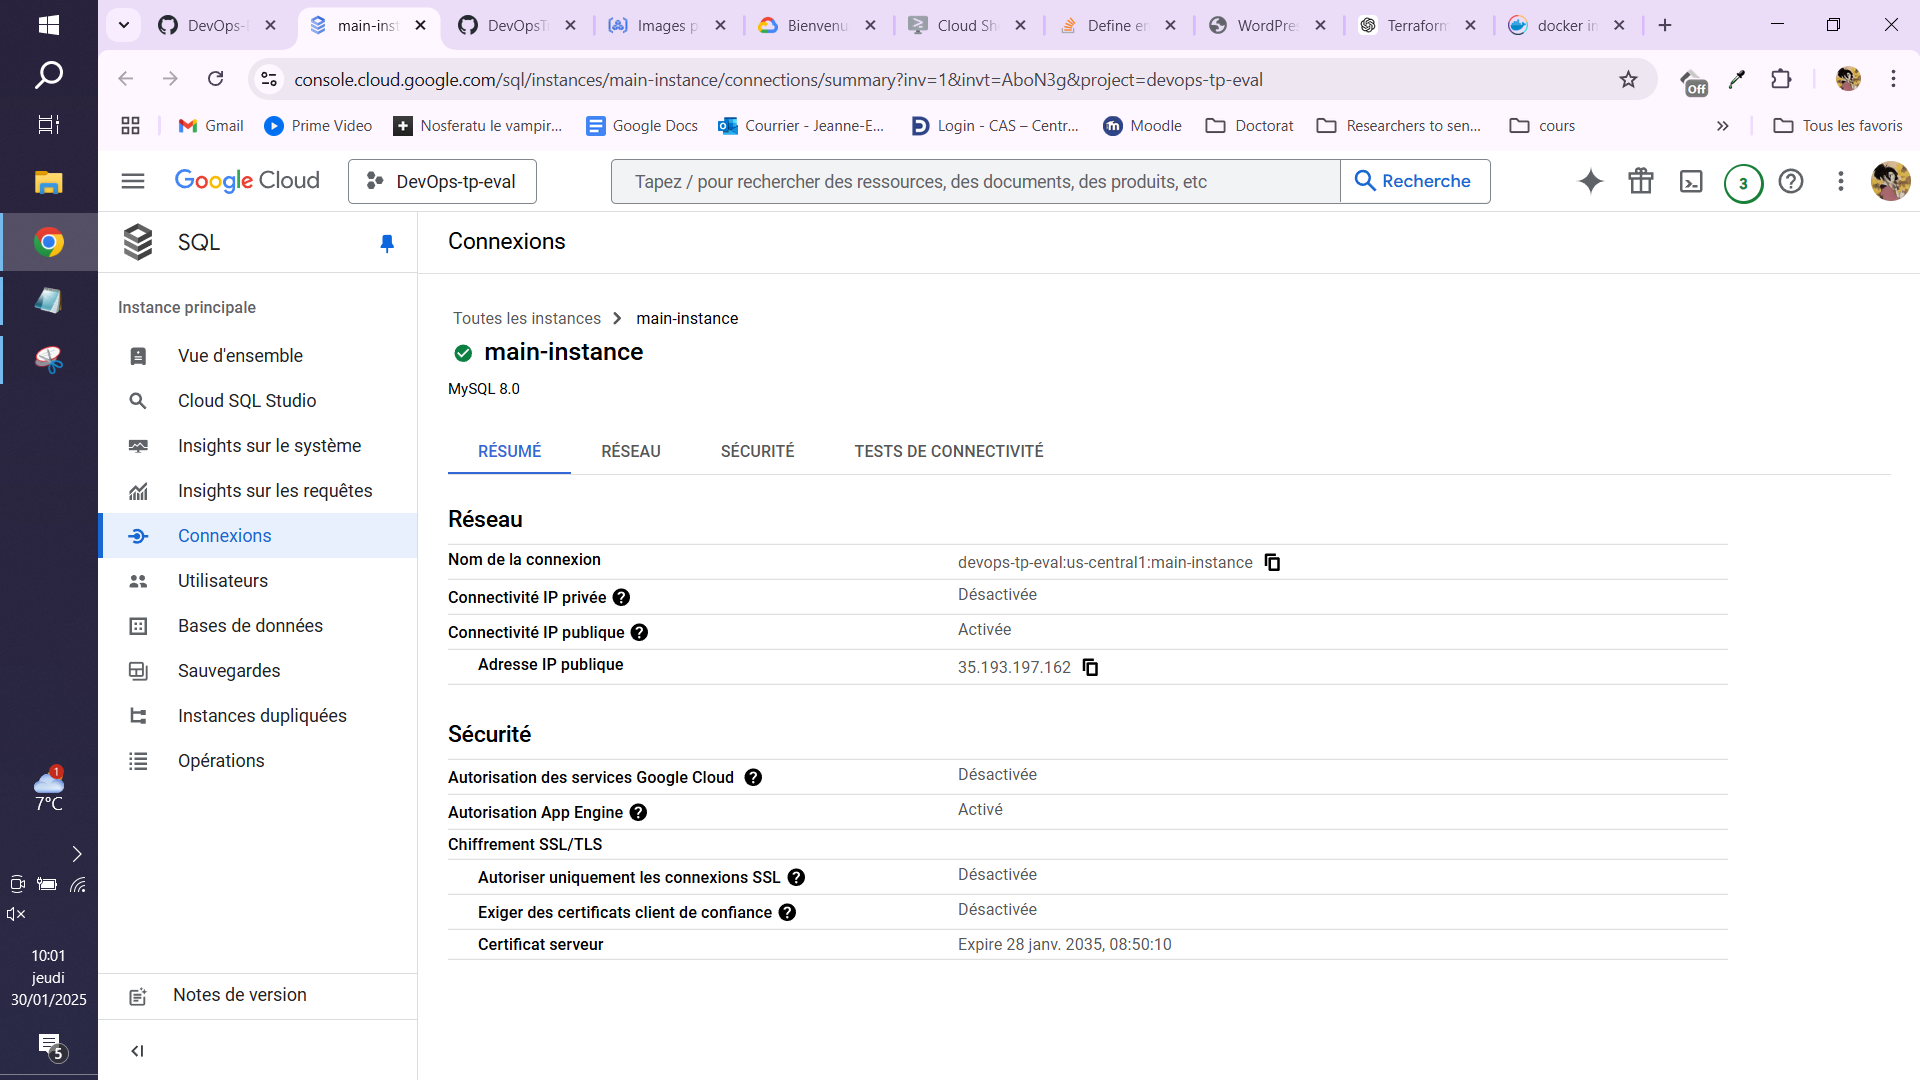 DevOps-
main-inst
DevOpsT
Images p
Bienvenu
Cloud Sh
Define en
WordPre
Terraform
docker in
console.cloud.google.com/sql/instances/main-instance/connections/summary?inv=1&invt=AboN3g&project=devops-tp-eval
Off
Gmail
Prime Video
Nosferatu le vampir...
Google Docs
Courrier - Jeanne-E...
Login - CAS – Centr...
Moodle
Doctorat
Researchers to sen...
cours
Tous les favoris
Google Cloud
DevOps-tp-eval
Tapez / pour rechercher des ressources, des documents, des produits, etc
Recherche
3
SQL
Instance principale
Vue d'ensemble
Cloud SQL Studio
Insights sur le système
Insights sur les requêtes
Connexions
Utilisateurs
Bases de données
Sauvegardes
Instances dupliquées
Opérations
Notes de version
Connexions
Toutes les instances
main-instance
main-instance
MySQL 8.0
RÉSUMÉ
RÉSEAU
SÉCURITÉ
TESTS DE CONNECTIVITÉ
Réseau
Nom de la connexion devops-tp-eval:us-central1:main-instance
Connectivité IP privée Désactivée
Connectivité IP publique Activée
Adresse IP publique 35.193.197.162
Sécurité
Autorisation des services Google Cloud Désactivée
Autorisation App Engine Activé
Chiffrement SSL/TLS
Autoriser uniquement les connexions SSL Désactivée
Exiger des certificats client de confiance Désactivée
Certificat serveur Expire 28 janv. 2035, 08:50:10
1
7°C
10:01
jeudi
30/01/2025
5